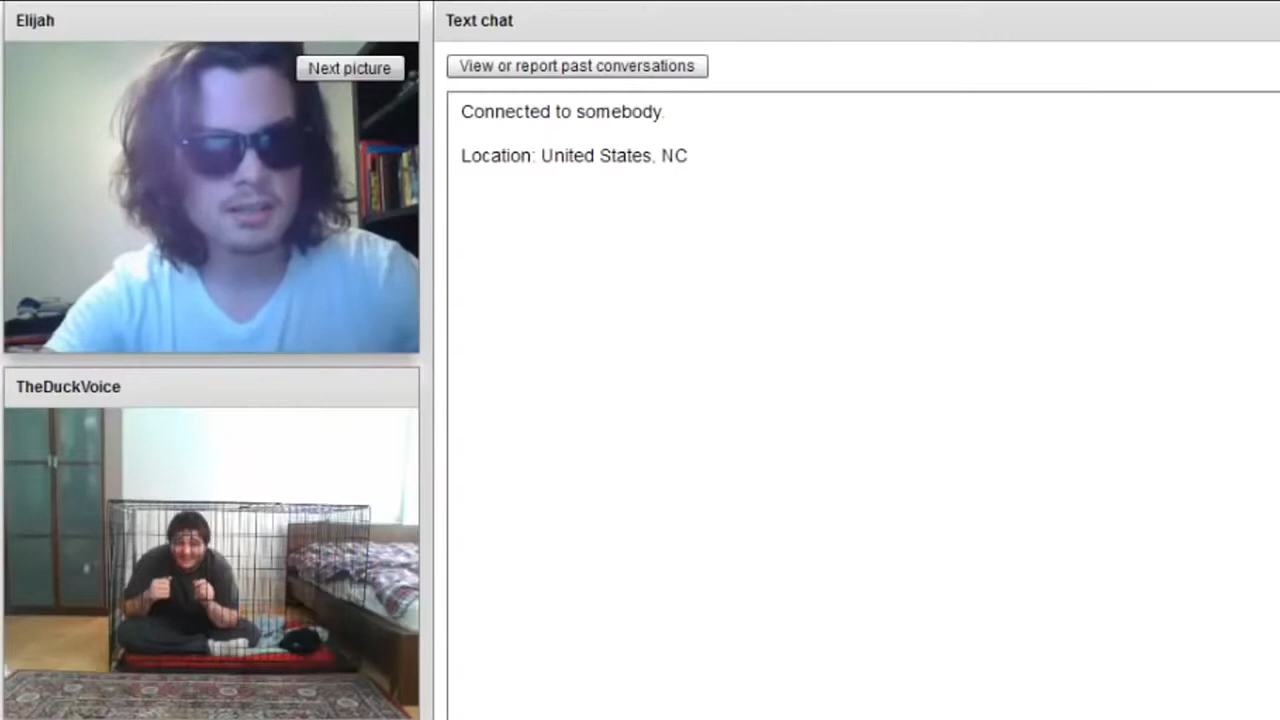 Elijah
Text chat
Next picture
View or report past conversations
Connected to somebody.
Location: United States, NC
TheDuckVoice